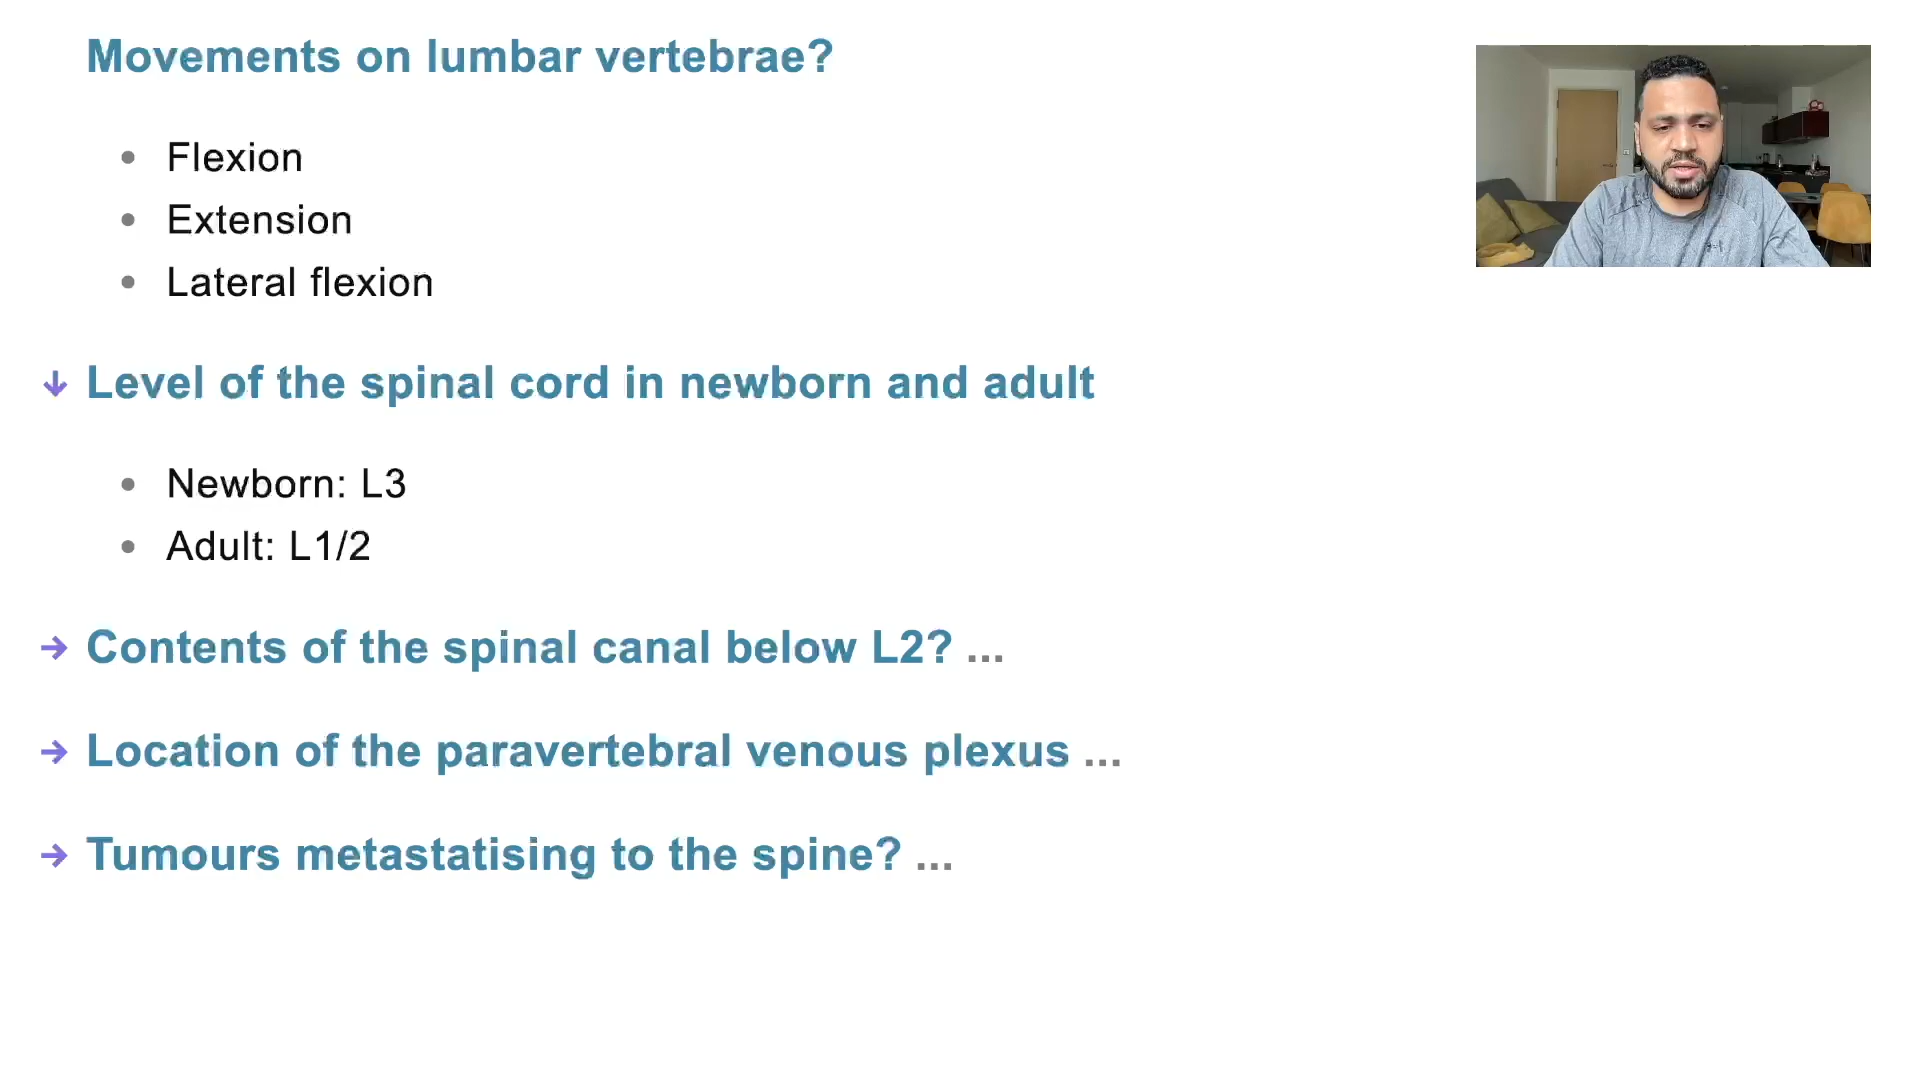 Movements on lumbar vertebrae?
• Flexion
• Extension
• Lateral flexion
↓ Level of the spinal cord in newborn and adult
• Newborn: L3
• Adult: L1/2
→ Contents of the spinal canal below L2? ...
→ Location of the paravertebral venous plexus ...
→ Tumours metastatising to the spine? ...